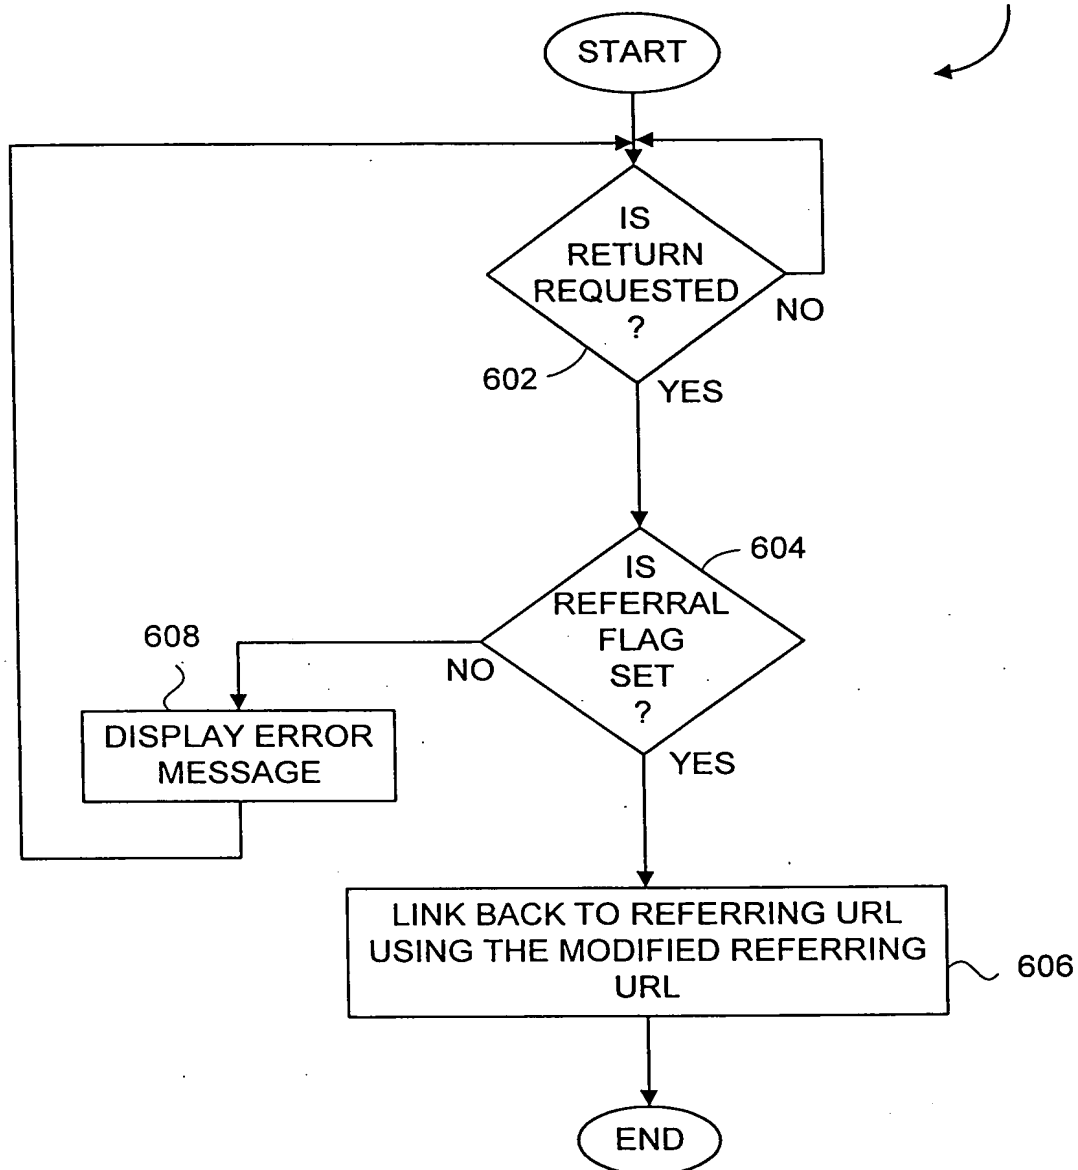 START
IS
RETURN
REQUESTED
?
NO
602
YES
604
IS
REFERRAL
FLAG
SET
?
608
NO
DISPLAY ERROR
MESSAGE
YES
LINK BACK TO REFERRING URL
USING THE MODIFIED REFERRING
URL
606
END